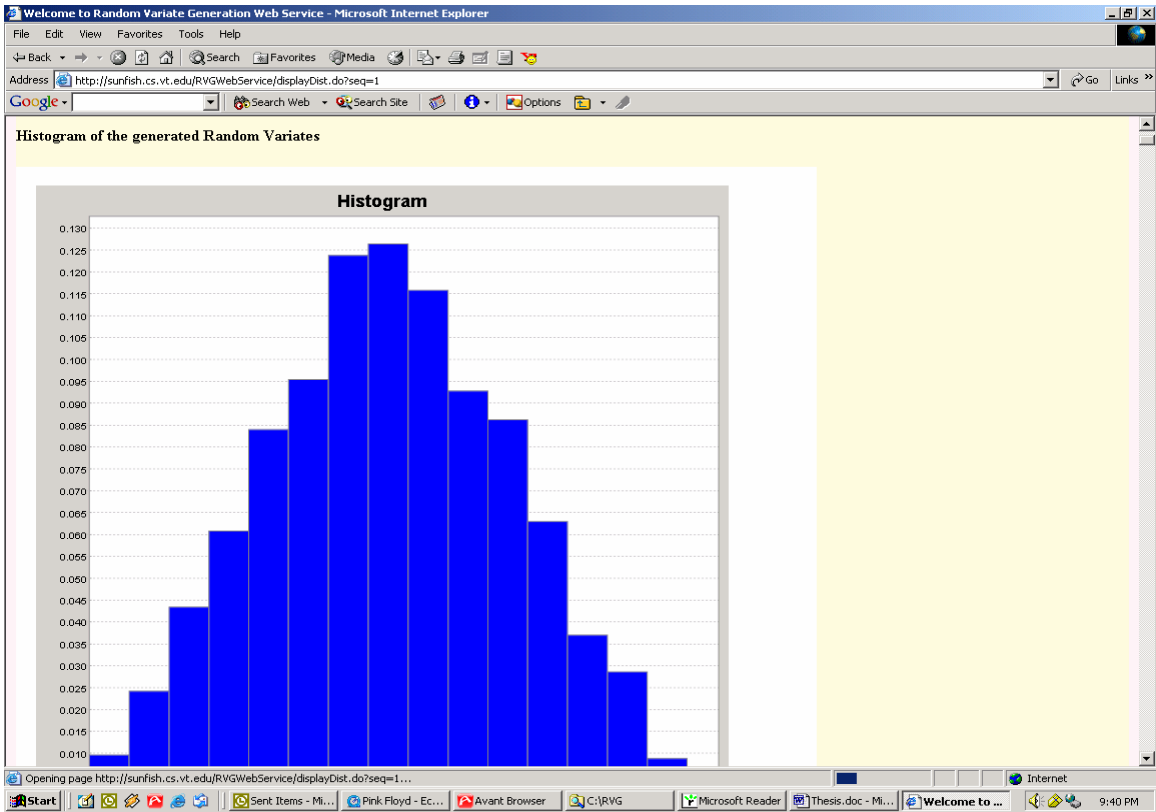 Welcome to Random Variate Generation Web Service - Microsoft Internet Explorer
File Edit View Favorites Tools Help
Back Search Favorites Media
Address http://sunfish.cs.vt.edu/RVGWebService/displayDist.do?seq=1 Go Links »
Google Search Web Search Site Options
Histogram of the generated Random Variates
Histogram
0.130
0.125
0.120
0.115
0.110
0.105
0.100
0.095
0.090
0.085
0.080
0.075
0.070
0.065
0.060
0.055
0.050
0.045
0.040
0.035
0.030
0.025
0.020
0.015
0.010
Opening page http://sunfish.cs.vt.edu/RVGWebService/displayDist.do?seq=1... Internet
Start Sent Items - Mi... Pink Floyd - Ec... Avant Browser C:\RVG Microsoft Reader Thesis.doc - Mi... Welcome to ... 9:40 PM